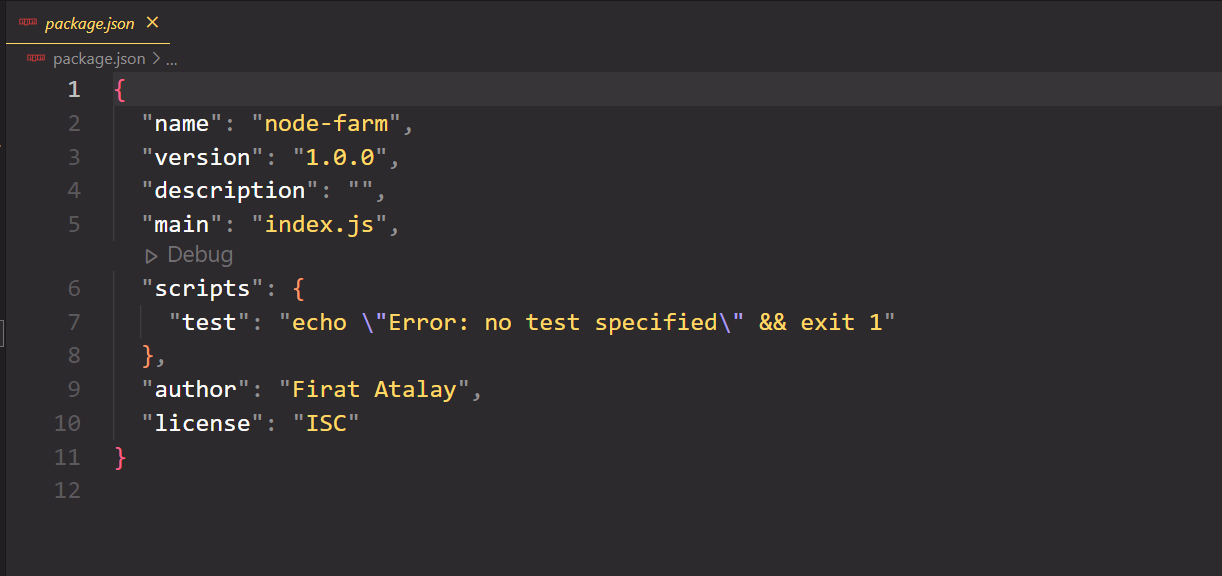 package.json
package.json > ...
1 {
2 "name": "node-farm",
3 "version": "1.0.0",
4 "description": "",
5 "main": "index.js",
Debug
6 "scripts": {
7 "test": "echo \"Error: no test specified\" && exit 1"
8 },
9 "author": "Firat Atalay",
10 "license": "ISC"
11 }
12